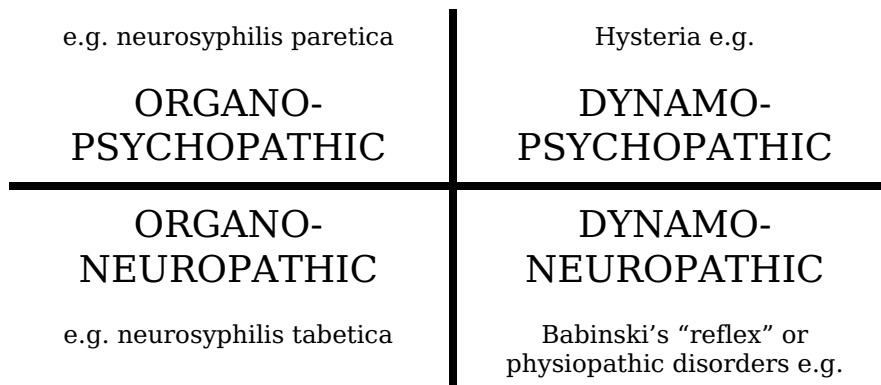 e.g. neurosyphilis paretica
ORGANO-
PSYCHOPATHIC
Hysteria e.g.
DYNAMO-
PSYCHOPATHIC
ORGANO-
NEUROPATHIC
e.g. neurosyphilis tabetica
DYNAMO-
NEUROPATHIC
Babinski’s “reflex” or
physiopathic disorders e.g.